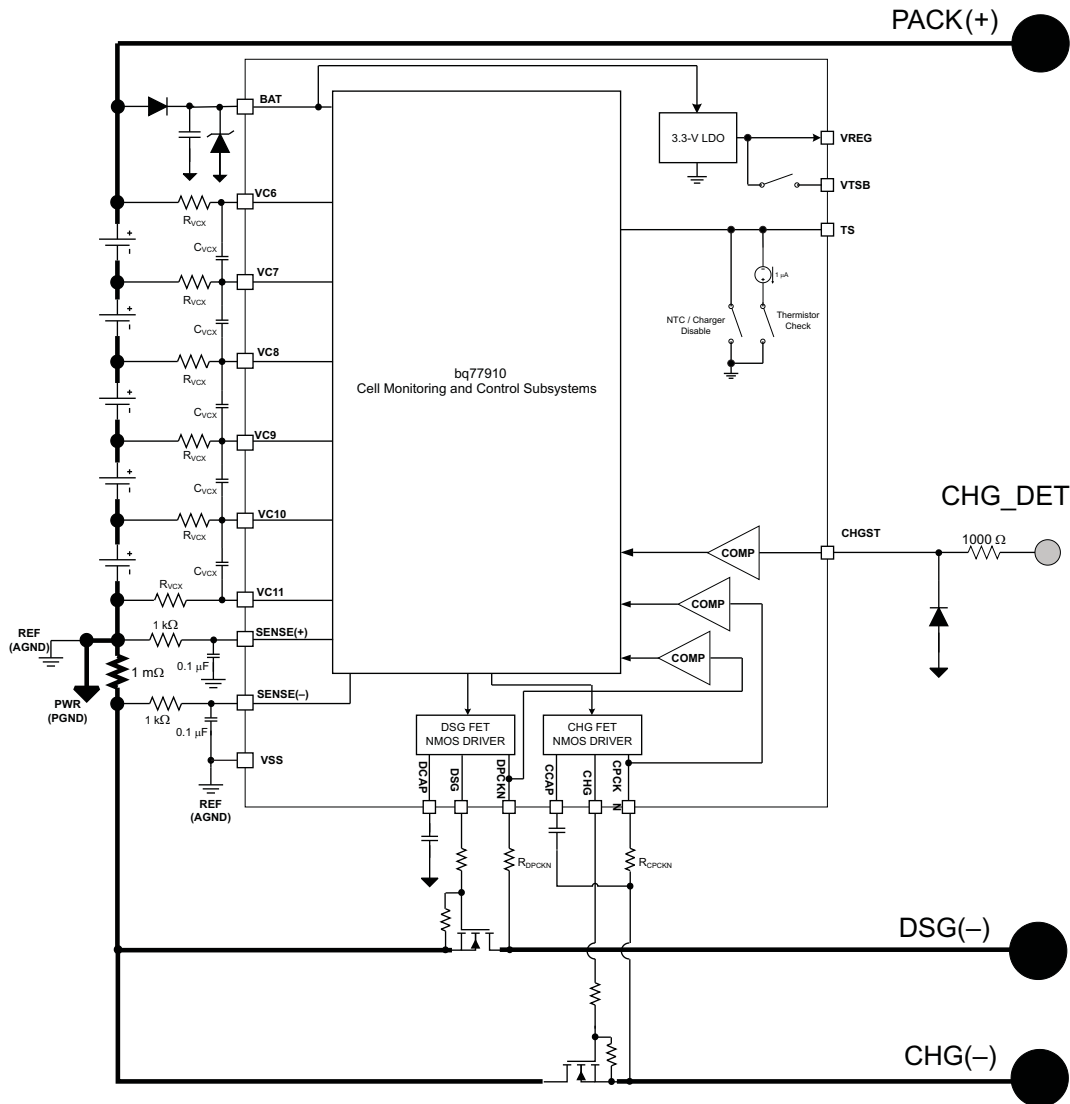 PACK(+)
BAT
3.3-V LDO
VREG
VTSB
VC6
RVCX
TS
CVCX
+
–
VC7
RVCX
1 µA
+
–
CVCX
NTC / Charger
Disable
Thermistor
Check
VC8
RVCX
bq77910
Cell Monitoring and Control Subsystems
+
–
CVCX
VC9
RVCX
+
–
CVCX
CHG_DET
VC10
RVCX
CHGST
1000 Ω
COMP
+
–
CVCX
RVCX
VC11
COMP
REF
(AGND)
1 kΩ
SENSE(+)
COMP
0.1 µF
1 mΩ
PWR
(PGND)
SENSE(–)
1 kΩ
0.1 µF
DSG FET
NMOS DRIVER
CHG FET
NMOS DRIVER
VSS
DCAP
DSG
DPCKN
CCAP
CHG
CPCK
N
REF
(AGND)
RDPCKN
RCPCKN
DSG(–)
CHG(–)